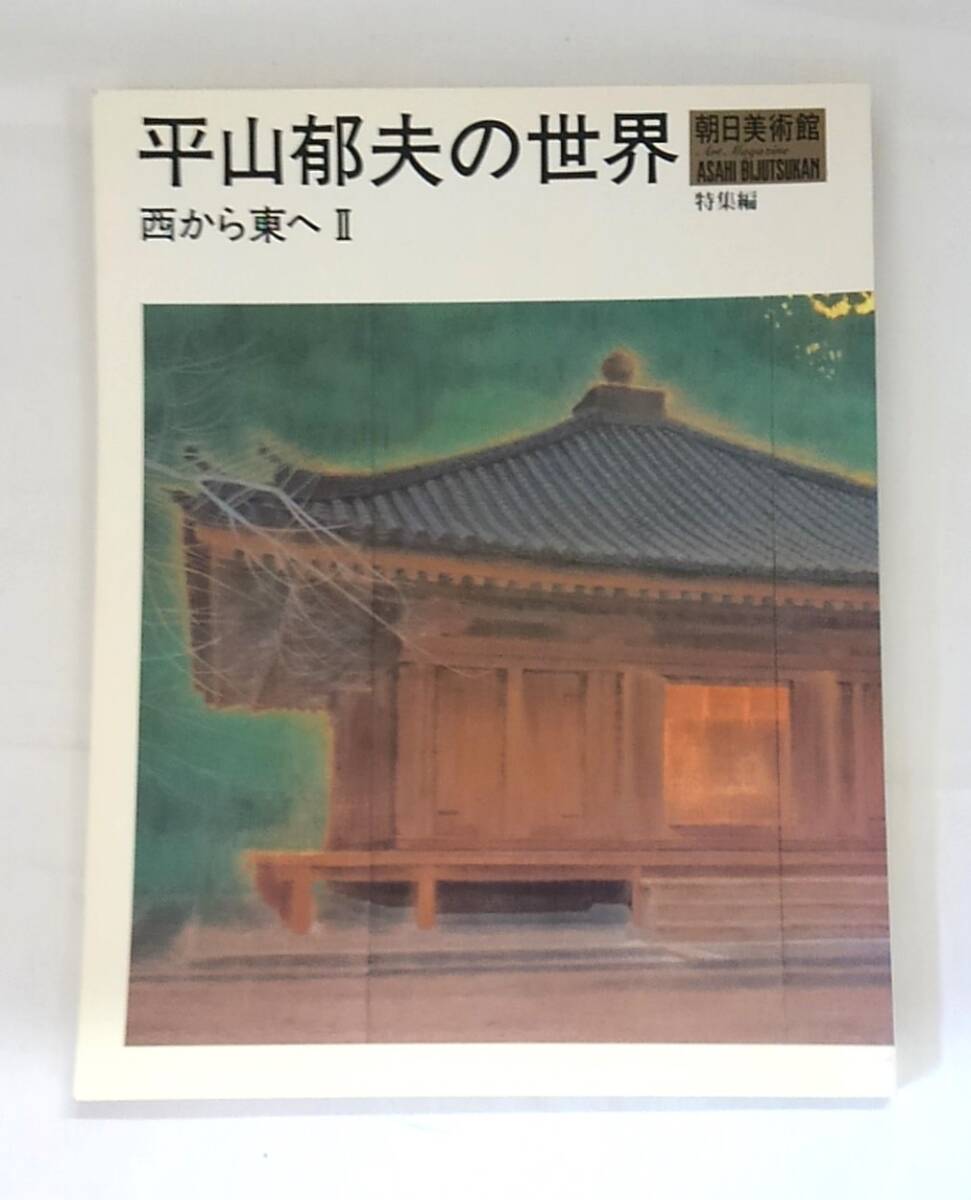 平山郁夫の世界
西から東へ Ⅱ
朝日美術館
Art Magazine
ASAHI BIJUTSUKAN
特集編